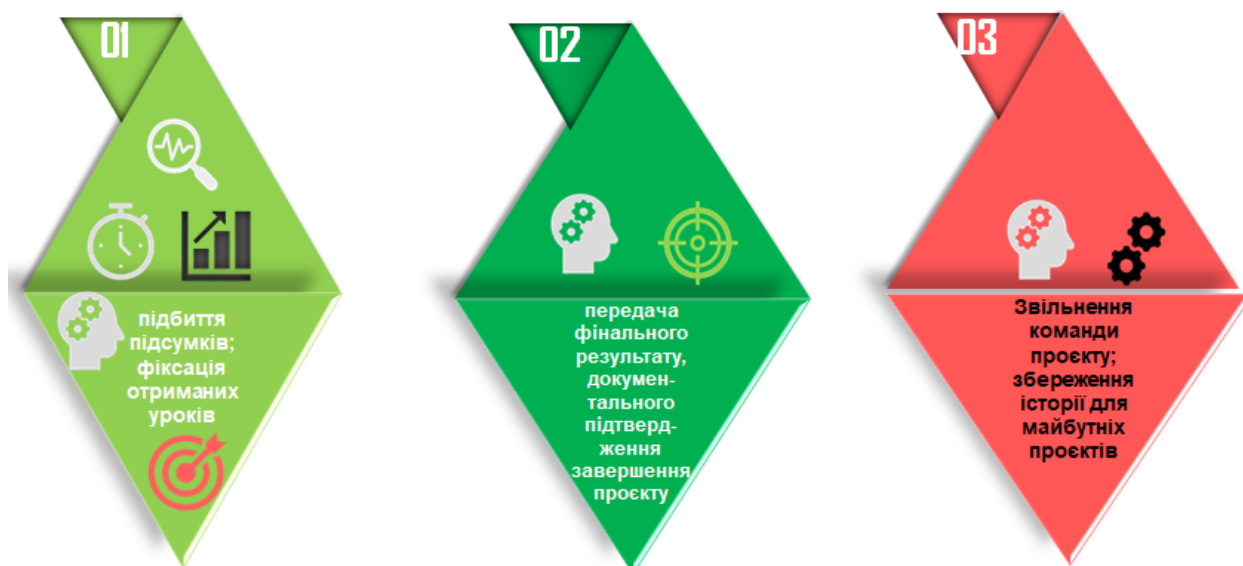 01
підбиття
підсумків;
фіксація
отриманих
уроків
02
передача
фінального
результату,
докумен-
тального
підтверд-
ження
завершення
проєкту
03
Звільнення
команди
проєкту;
збереження
історії для
майбутніх
проєктів